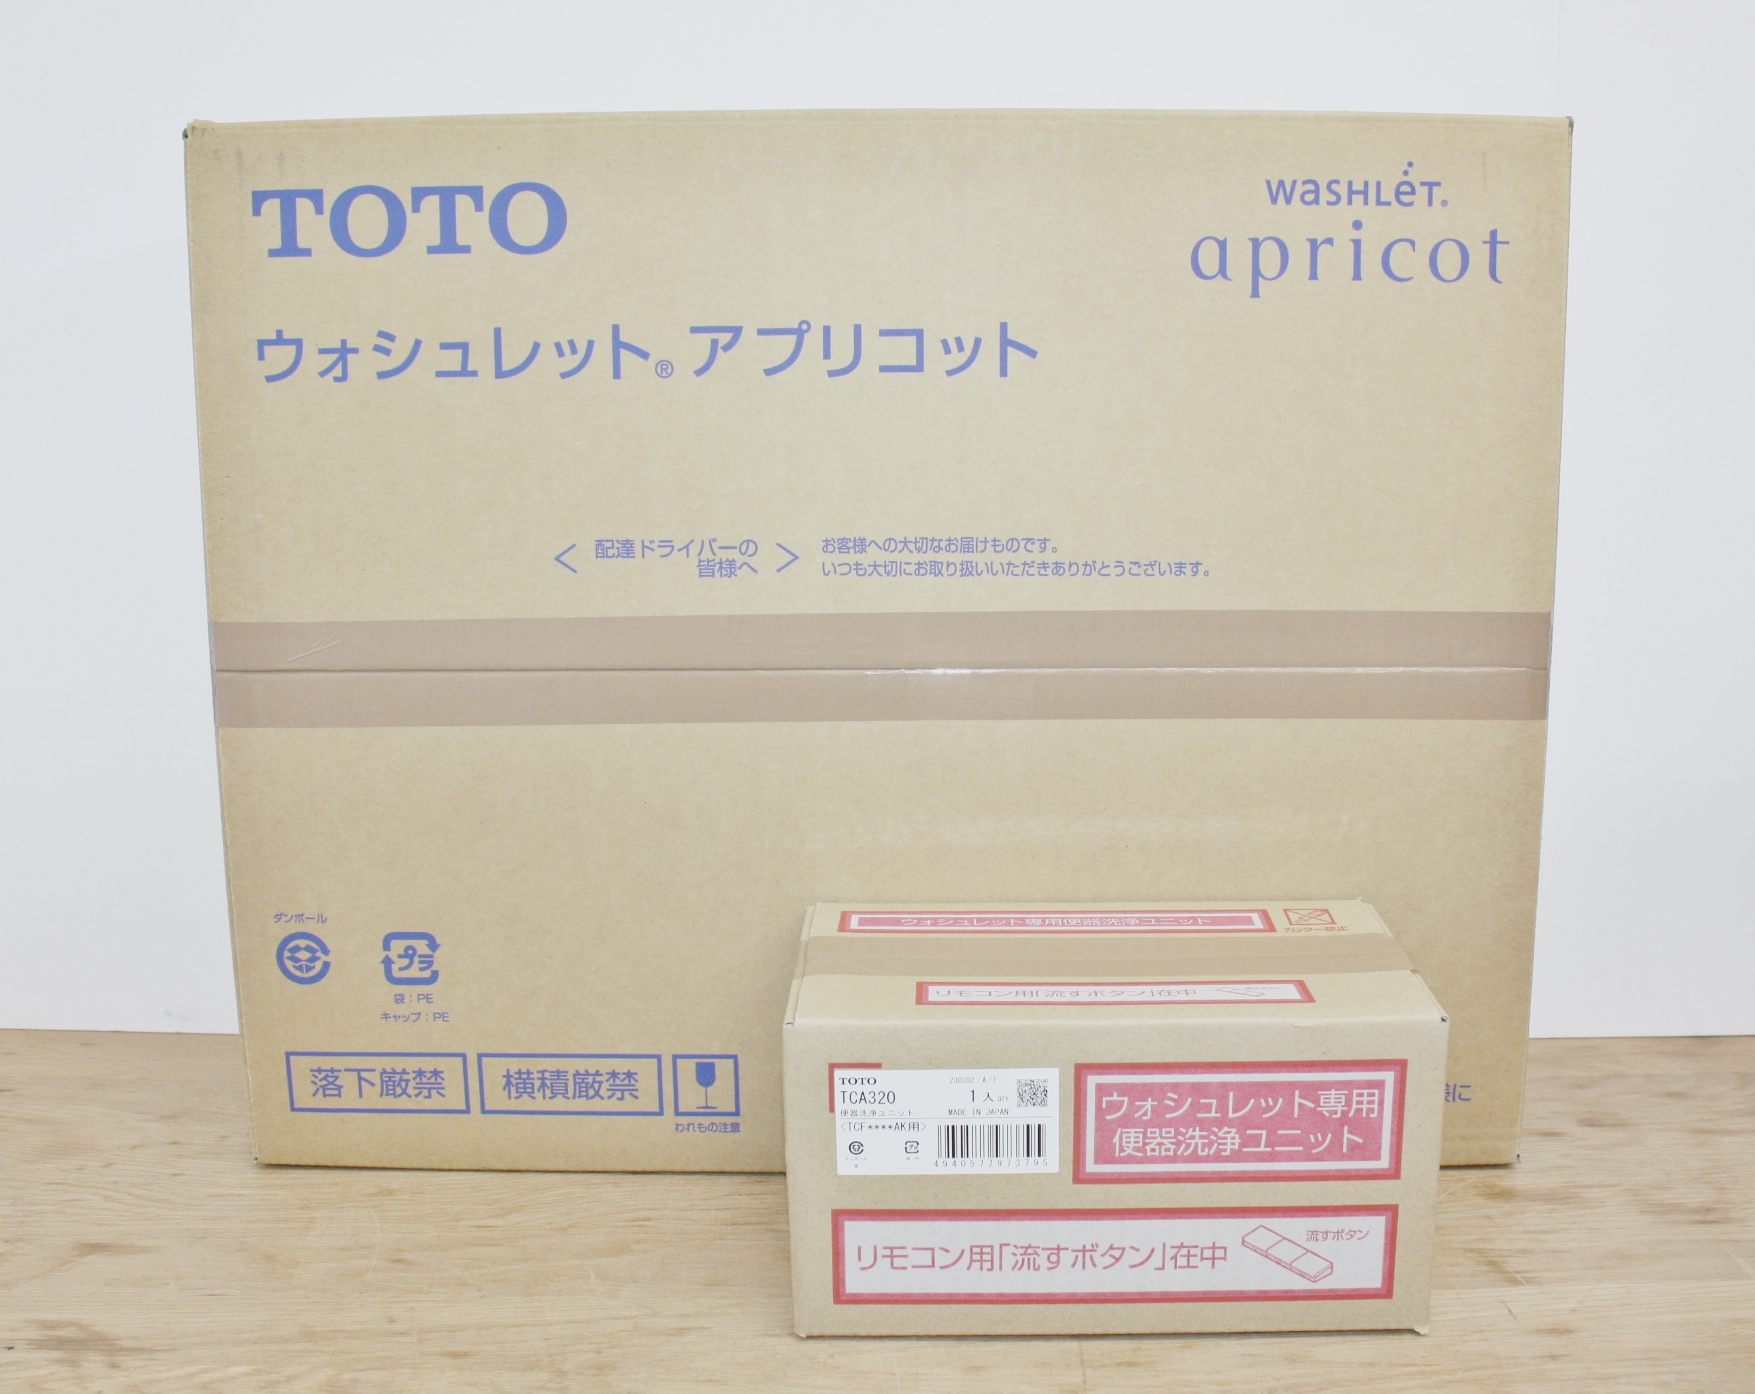 TOTO
WASHLET®
apricot
ウォシュレット®アプリコット
<配達ドライバーの
皆様へ>
お客様への大切なお届けものです。
いつも大切にお取り扱いいただきありがとうございます。
ダンボール
プラ
袋:PE
キャップ:PE
落下厳禁
横積厳禁
われもの注意
様に
ウォシュレット専用便器洗浄ユニット
カッター禁止
リモコン用「流すボタン」在中
TOTO
230302/A/E
TCA320
1入QTY
便器洗浄ユニット
MADE IN JAPAN
<TCF****AK用>
4940577973795
ウォシュレット専用
便器洗浄ユニット
リモコン用「流すボタン」在中
流すボタン